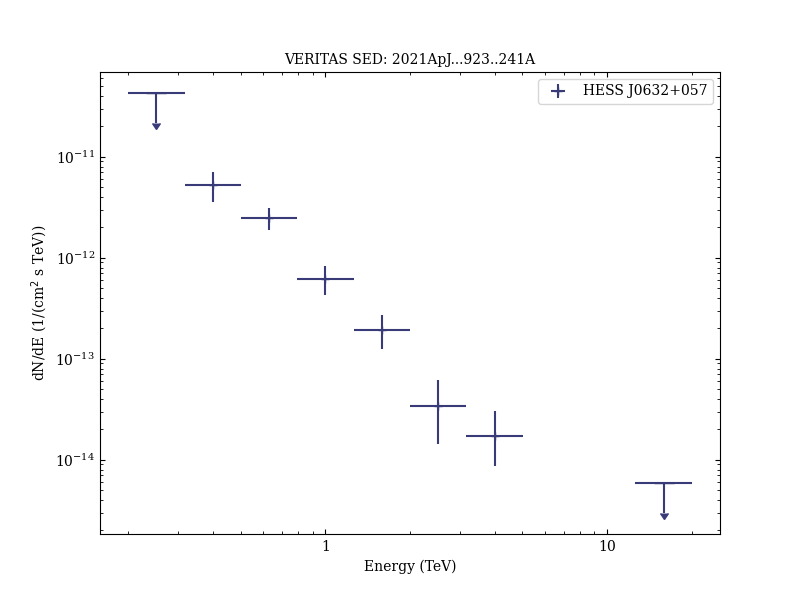 VERITAS SED: 2021ApJ...923..241A
HESS J0632+057
10⁻¹¹
10⁻¹²
10⁻¹³
10⁻¹⁴
dN/dE (1/(cm² s TeV))
1
10
Energy (TeV)